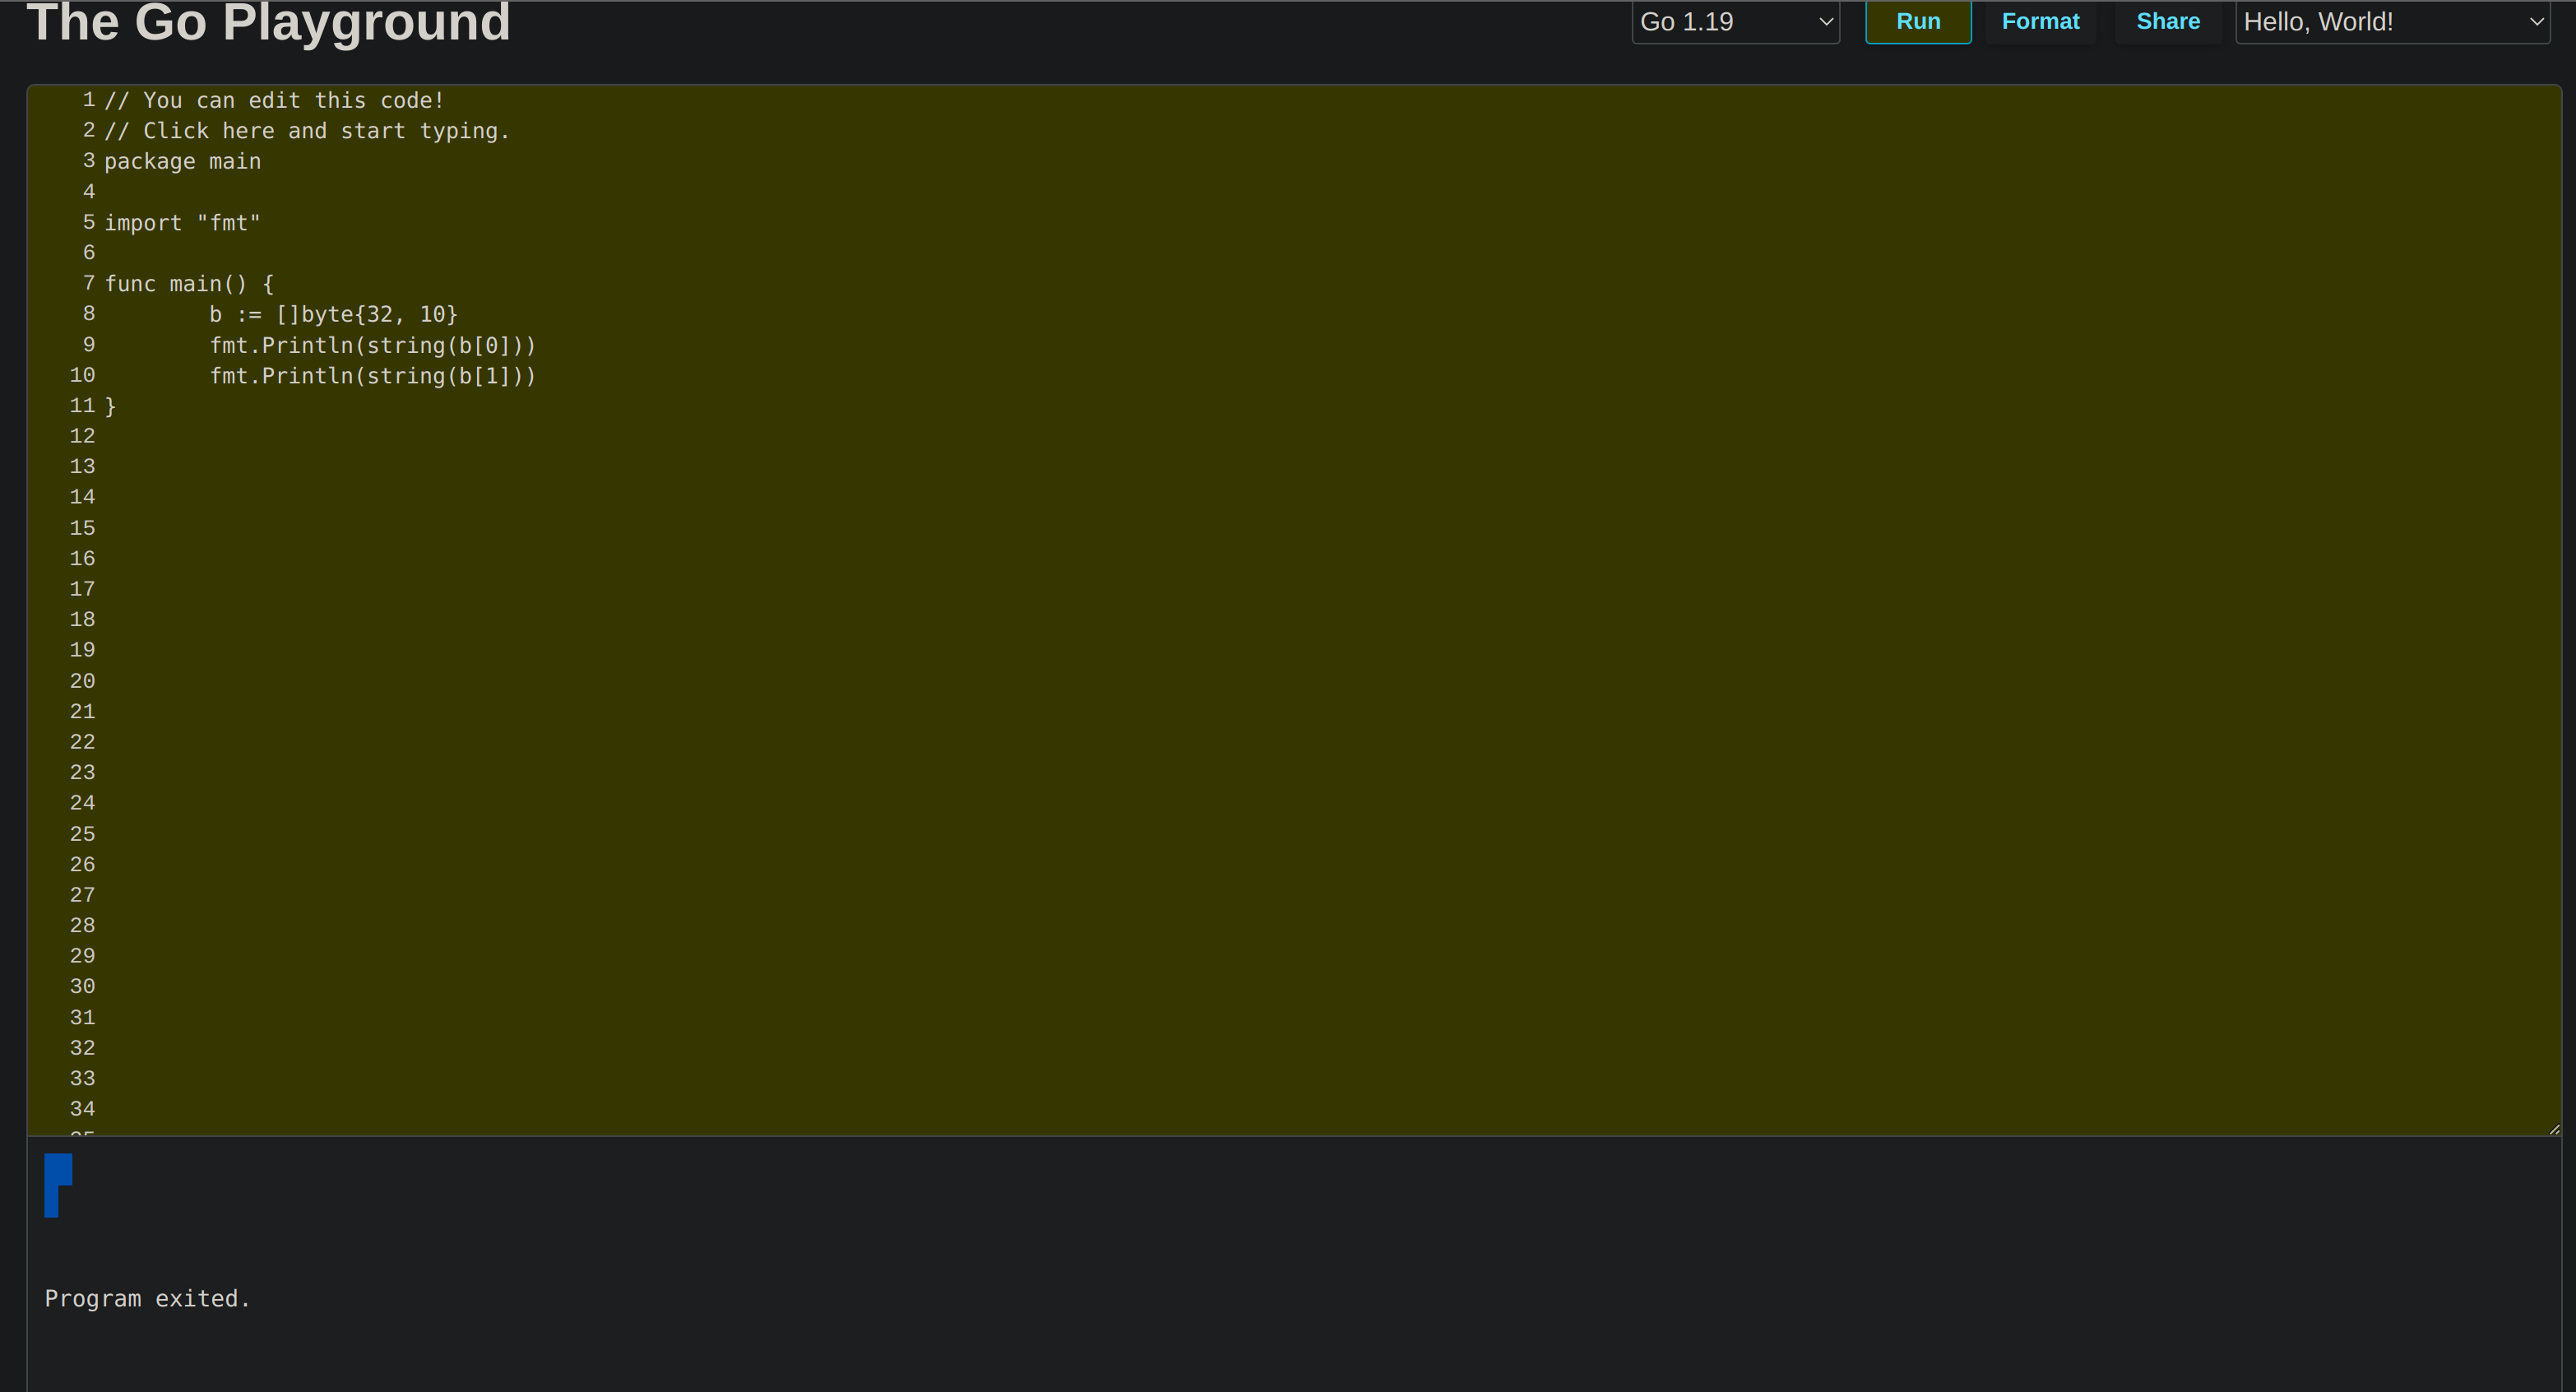 The Go Playground
Go 1.19 Run Format Share Hello, World!
1 // You can edit this code!
2 // Click here and start typing.
3 package main
4
5 import "fmt"
6
7 func main() {
8 b := []byte{32, 10}
9 fmt.Println(string(b[0]))
10 fmt.Println(string(b[1]))
11 }
12
13
14
15
16
17
18
19
20
21
22
23
24
25
26
27
28
29
30
31
32
33
34
Program exited.